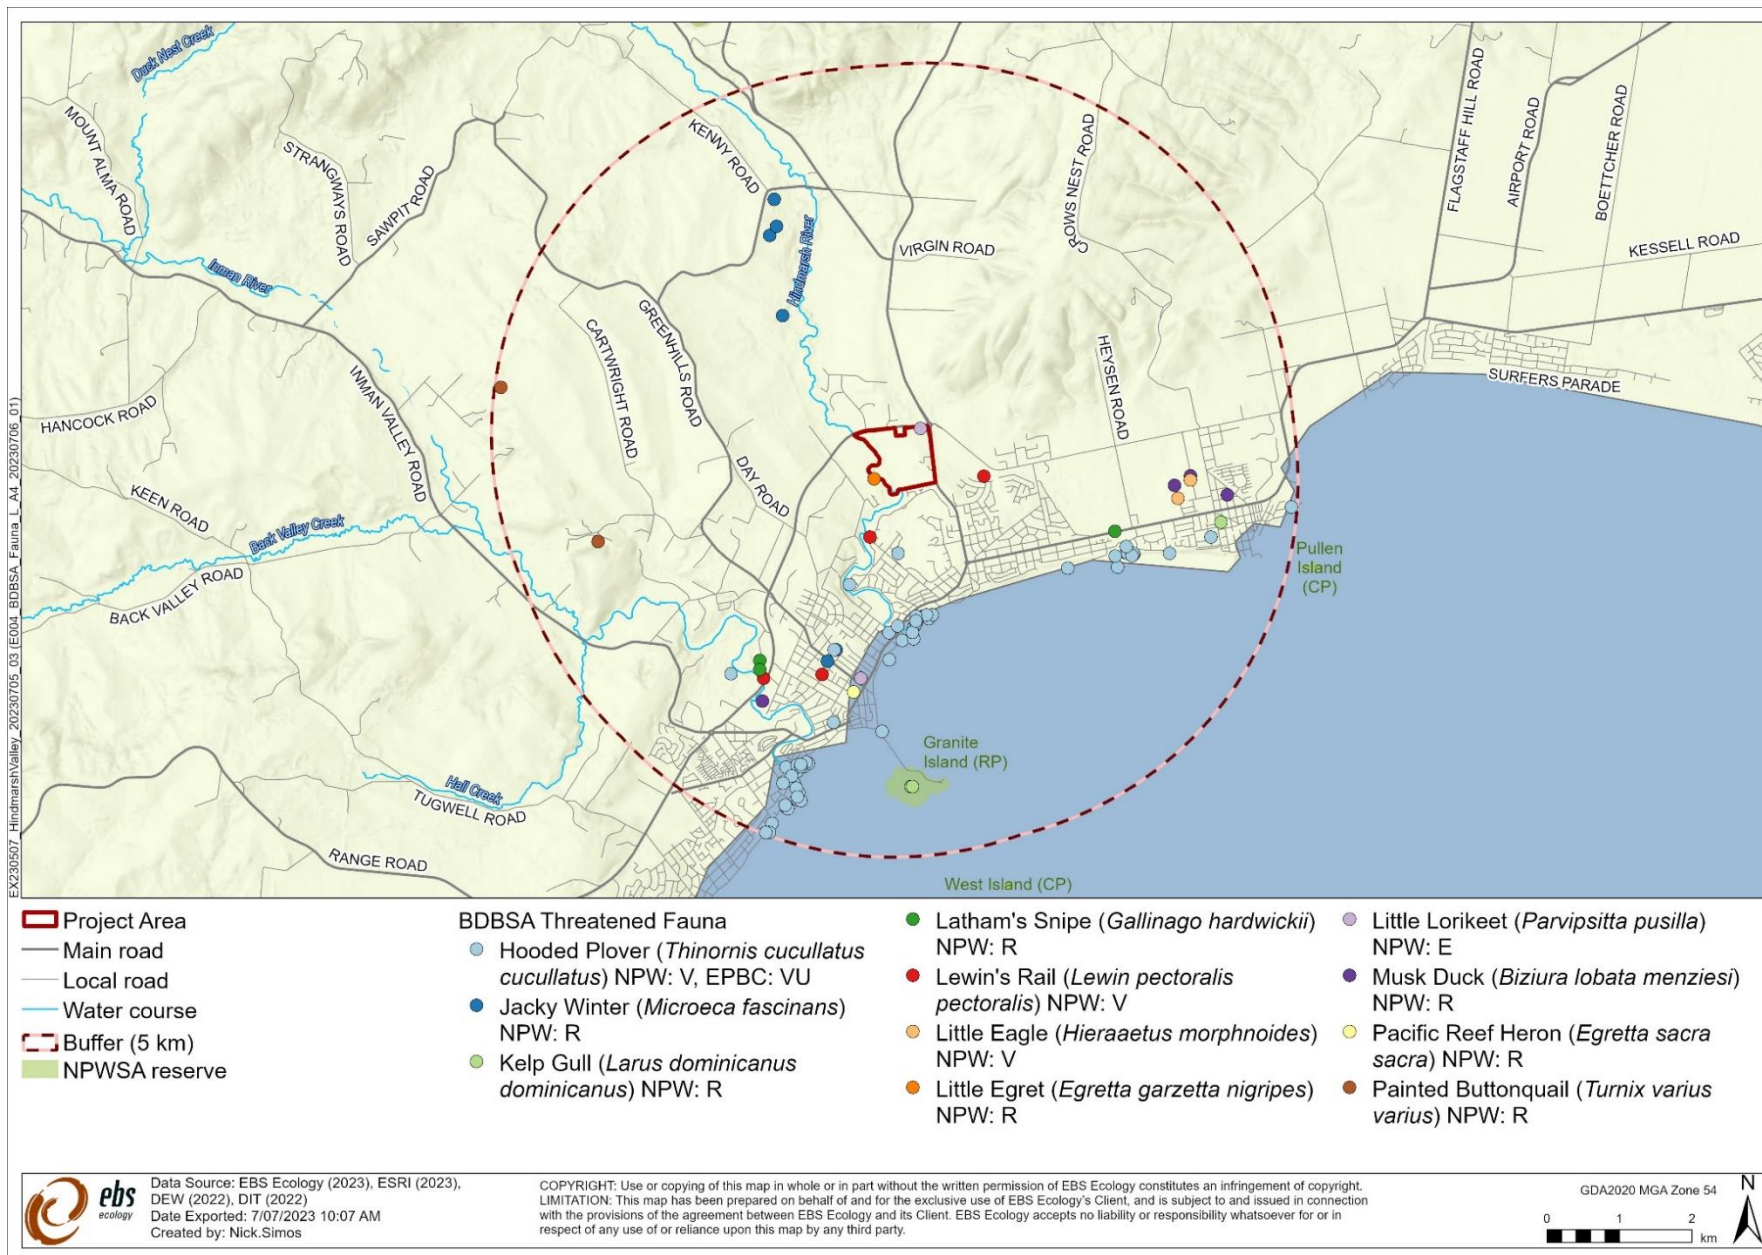 Duck Nest Creek
MOUNT ALMA ROAD
STRANGWAYS ROAD
SAWPIT ROAD
KENNY ROAD
CROWS NEST ROAD
FLAGSTAFF HILL ROAD
AIRPORT ROAD
BOETTCHER ROAD
KESSELL ROAD
VIRGIN ROAD
Inman River
Hindmarsh River
GREENHILLS ROAD
CARTWRIGHT ROAD
HEYSEN ROAD
SURFERS PARADE
INMAN VALLEY ROAD
HANCOCK ROAD
DAY ROAD
KEEN ROAD
Back Valley Creek
BACK VALLEY ROAD
Pullen
Island
(CP)
Granite
Island (RP)
Hall Creek
TUGWELL ROAD
RANGE ROAD
West Island (CP)
EX230507_HindmarshValley_20230705_03 (E004_BDBSA_Fauna_L_A4_20230706_01)
Project Area
Main road
Local road
Water course
Buffer (5 km)
NPWSA reserve
BDBSA Threatened Fauna
Hooded Plover (Thinornis cucullatus
cucullatus) NPW: V, EPBC: VU
Jacky Winter (Microeca fascinans)
NPW: R
Kelp Gull (Larus dominicanus
dominicanus) NPW: R
Latham's Snipe (Gallinago hardwickii)
NPW: R
Lewin's Rail (Lewin pectoralis
pectoralis) NPW: V
Little Eagle (Hieraaetus morphnoides)
NPW: V
Little Egret (Egretta garzetta nigripes)
NPW: R
Little Lorikeet (Parvipsitta pusilla)
NPW: E
Musk Duck (Biziura lobata menziesi)
NPW: R
Pacific Reef Heron (Egretta sacra
sacra) NPW: R
Painted Buttonquail (Turnix varius
varius) NPW: R
ebs
ecology
Data Source: EBS Ecology (2023), ESRI (2023),
DEW (2022), DIT (2022)
Date Exported: 7/07/2023 10:07 AM
Created by: Nick.Simos
COPYRIGHT: Use or copying of this map in whole or in part without the written permission of EBS Ecology constitutes an infringement of copyright.
LIMITATION: This map has been prepared on behalf of and for the exclusive use of EBS Ecology's Client, and is subject to and issued in connection
with the provisions of the agreement between EBS Ecology and its Client. EBS Ecology accepts no liability or responsibility whatsoever for or in
respect of any use of or reliance upon this map by any third party.
GDA2020 MGA Zone 54
0 1 2
km
N